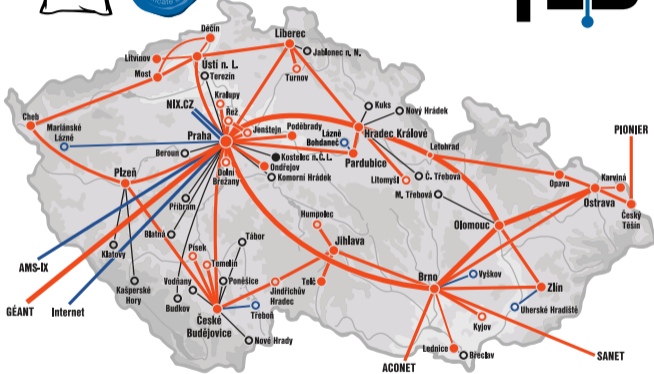 Děčín
Liberec
Litvínov
Jablonec n. N.
Most
Ústí n. L.
Terezín
Turnov
Kralupy
NIX.CZ
Řež
Kuks
Nový Hrádek
Cheb
Mariánské
Lázně
Praha
Jenštejn
Poděbrady
Lázně
Bohdaneč
Hradec Králové
PIONIER
Beroun
Kostelec n.Č.L.
Pardubice
Letohrad
Ondřejov
Komorní Hrádek
Dolní
Břežany
Litomyšl
Č. Třebová
Opava
Karviná
Plzeň
M. Třebová
Ostrava
Český
Těšín
Příbram
Humpolec
Olomouc
Blatná
Tábor
Jihlava
Klatovy
Písek
Temelín
AMS-IX
Kašperské
Hory
Vodňany
Poněšice
Jindřichův
Hradec
Telč
Brno
Vyškov
Zlín
GÉANT
Internet
Budkov
České
Budějovice
Třeboň
Uherské Hradiště
Kyjov
Nové Hrady
Lednice
Břeclav
ACONET
SANET